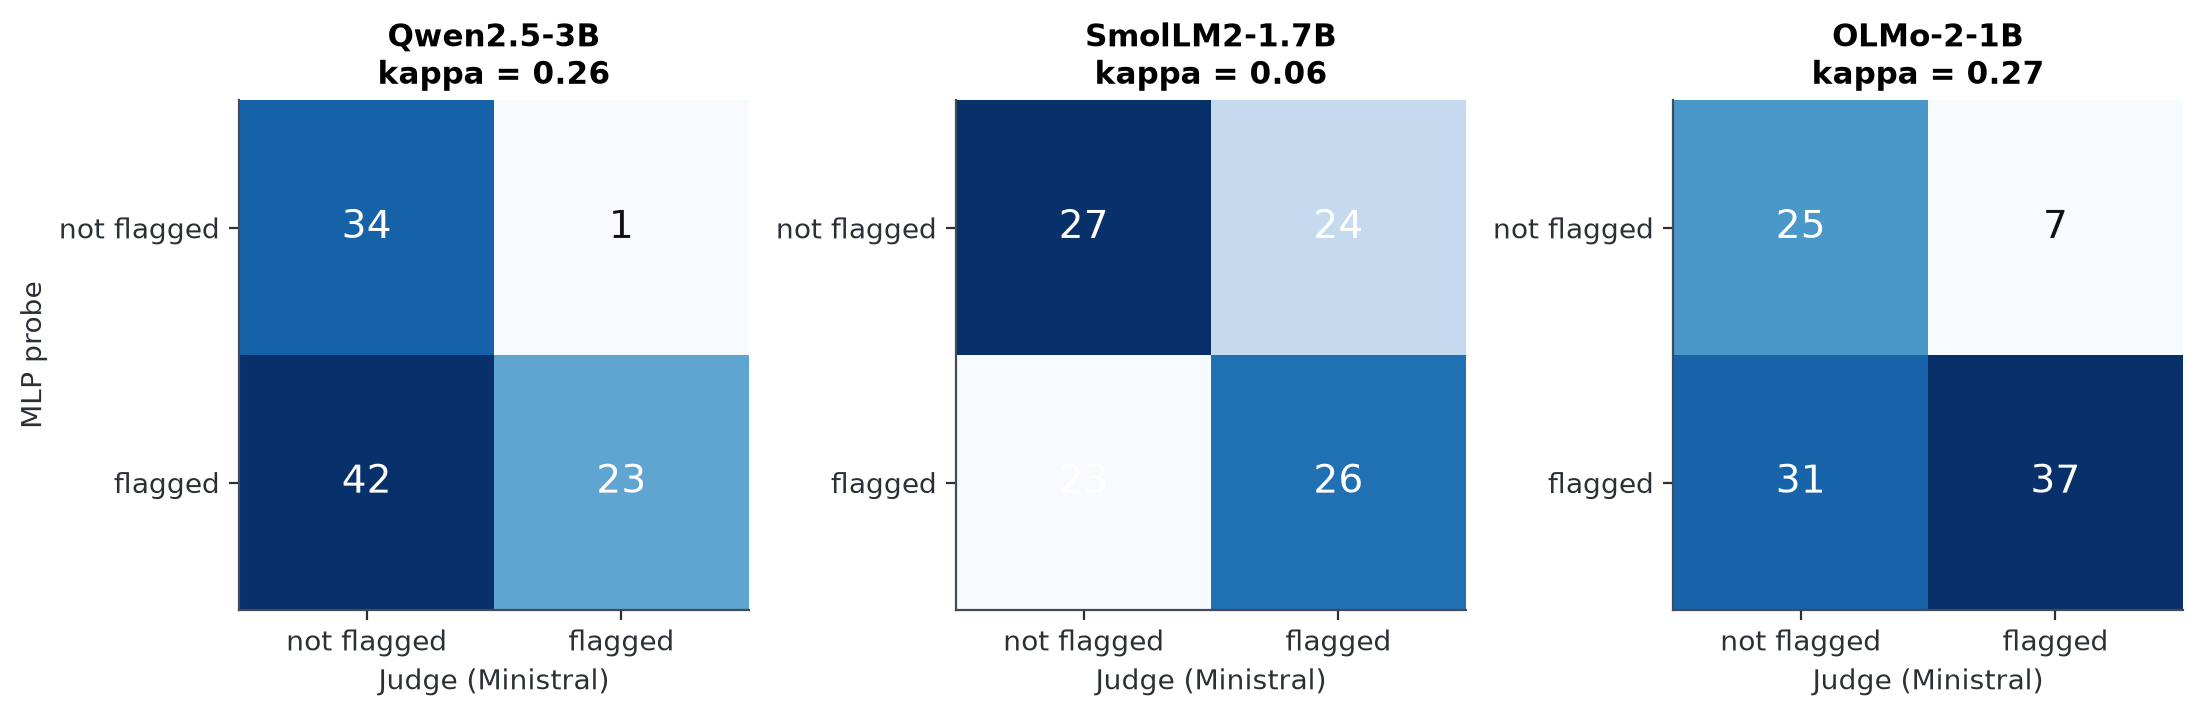 Qwen2.5-3B
kappa = 0.26
SmolLM2-1.7B
kappa = 0.06
OLMo-2-1B
kappa = 0.27
MLP probe
not flagged
34
1
flagged
42
23
not flagged
flagged
Judge (Ministral)
not flagged
27
24
flagged
23
26
not flagged
flagged
Judge (Ministral)
not flagged
25
7
flagged
31
37
not flagged
flagged
Judge (Ministral)